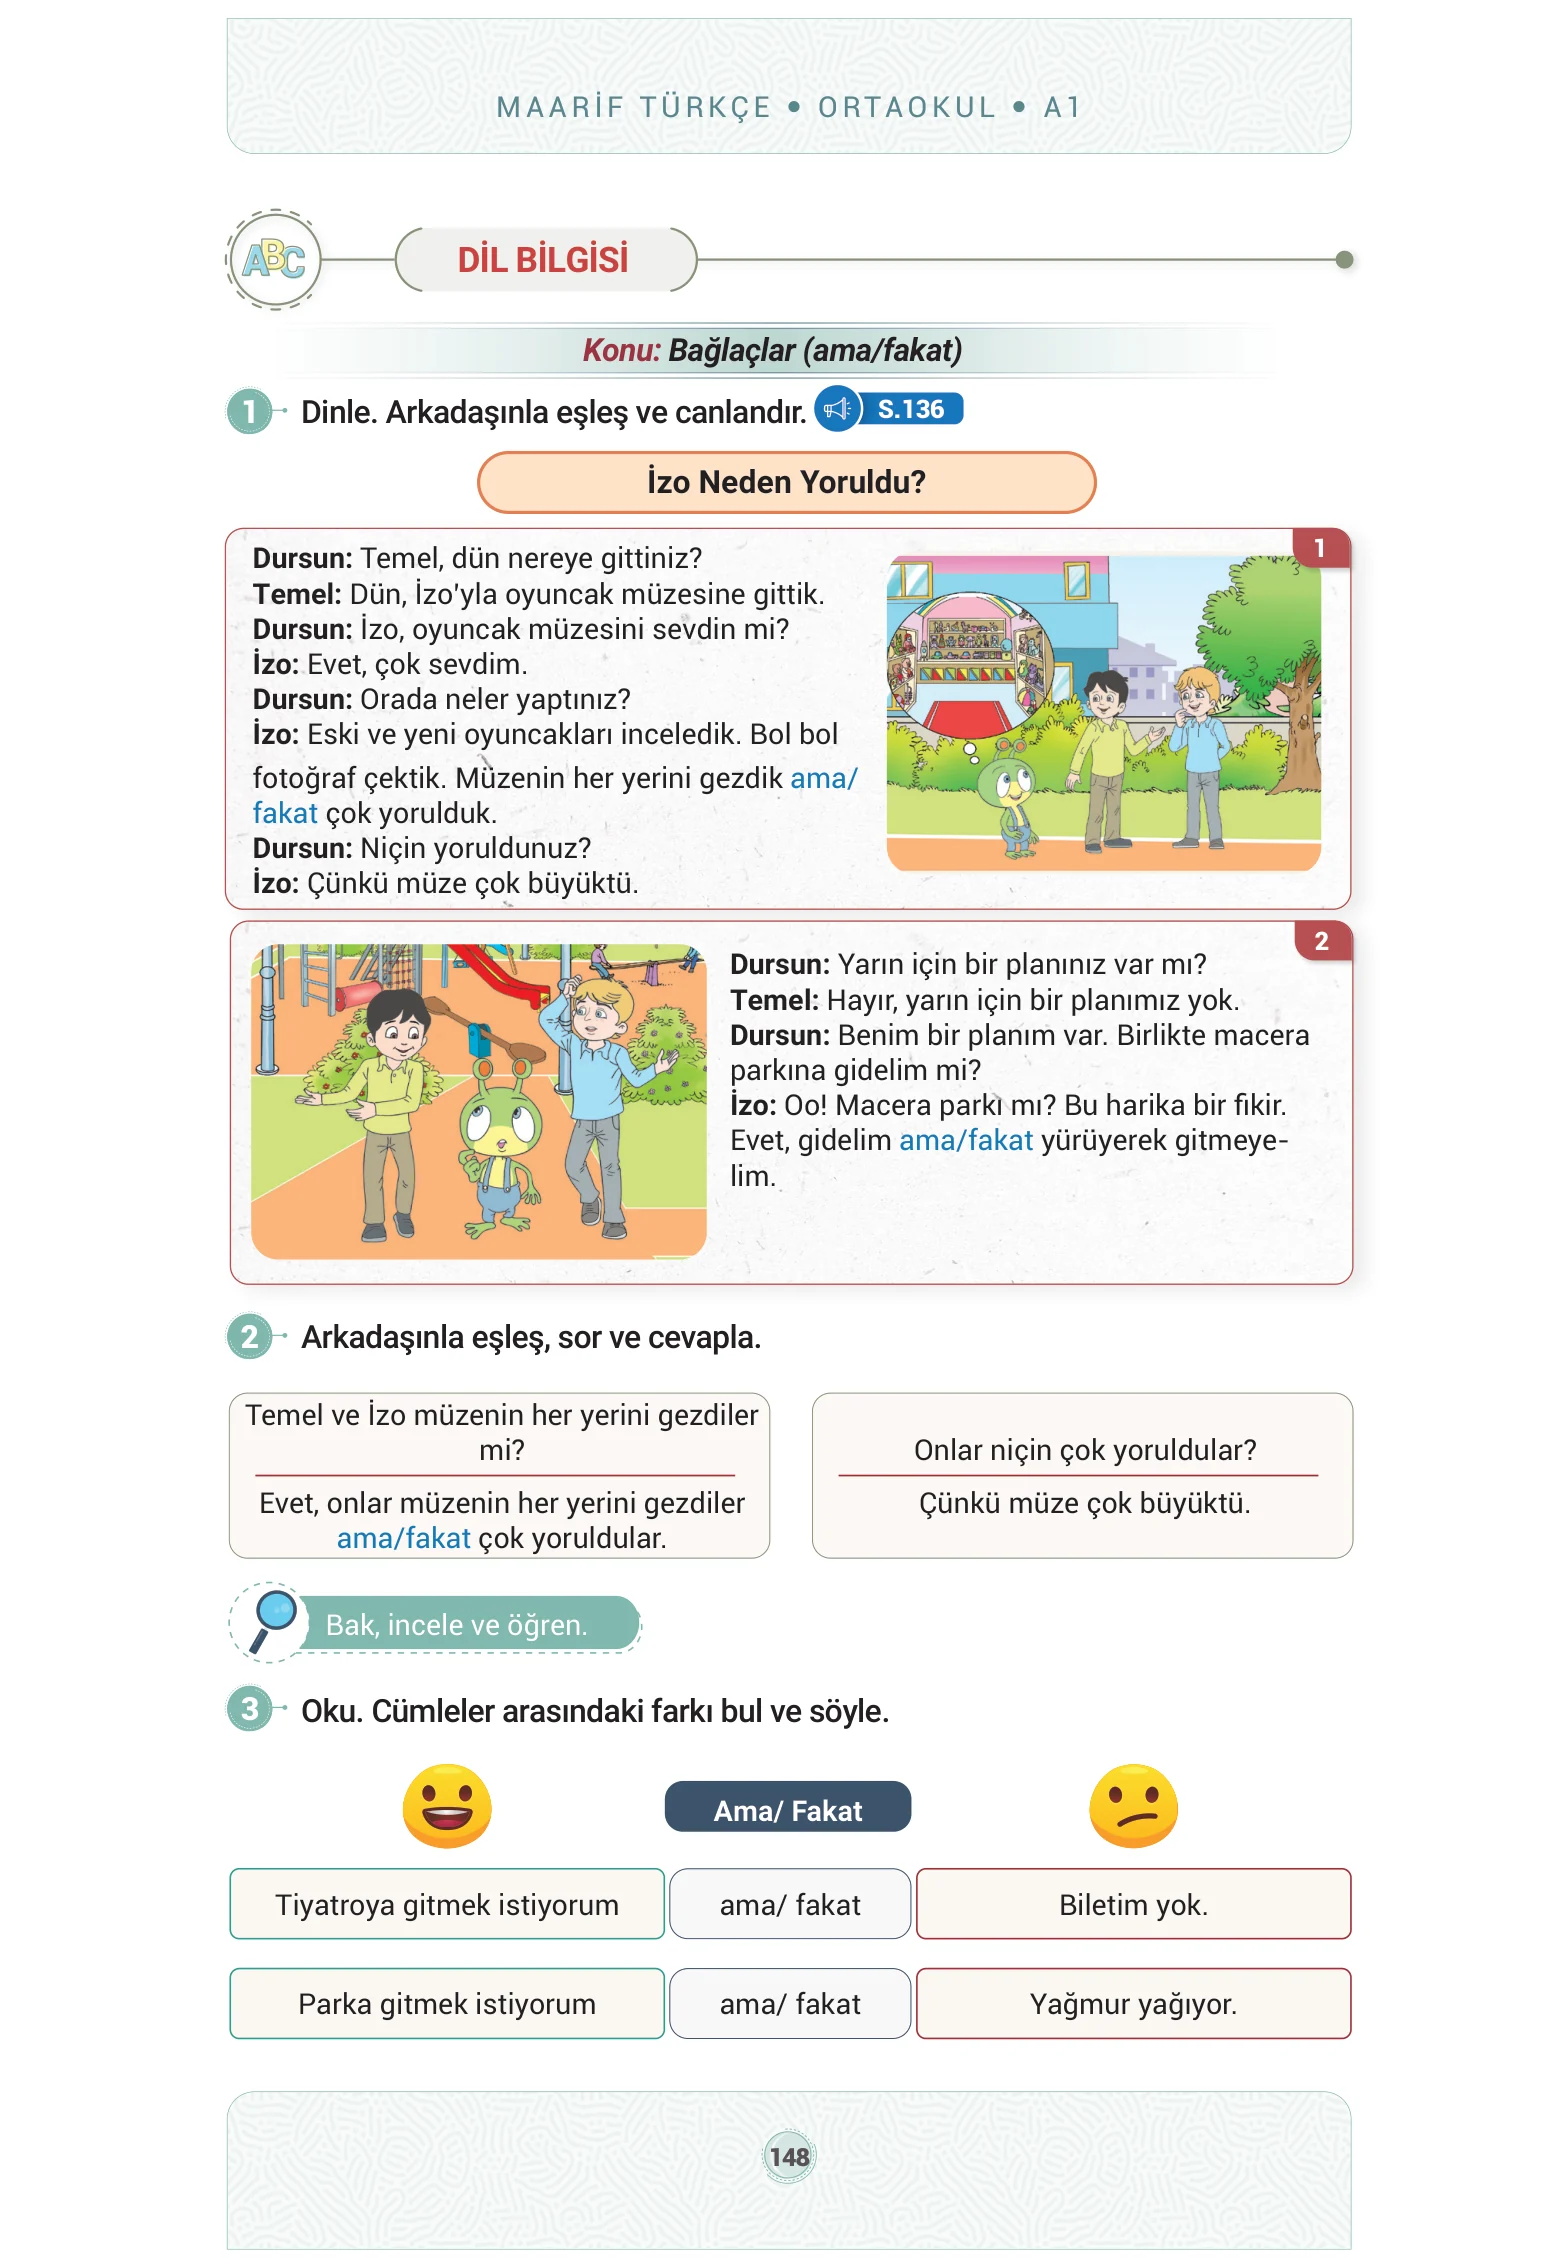 MAARİF TÜRKÇE • ORTAOKUL • A1
ABC
DİL BİLGİSİ
Konu: Bağlaçlar (ama/fakat)
1 Dinle. Arkadaşınla eşleş ve canlandır. S.136
İzo Neden Yoruldu?
1
Dursun: Temel, dün nereye gittiniz?
Temel: Dün, İzo'yla oyuncak müzesine gittik.
Dursun: İzo, oyuncak müzesini sevdin mi?
İzo: Evet, çok sevdim.
Dursun: Orada neler yaptınız?
İzo: Eski ve yeni oyuncakları inceledik. Bol bol
fotoğraf çektik. Müzenin her yerini gezdik ama/
fakat çok yorulduk.
Dursun: Niçin yoruldunuz?
İzo: Çünkü müze çok büyüktü.
2
Dursun: Yarın için bir planınız var mı?
Temel: Hayır, yarın için bir planımız yok.
Dursun: Benim bir planım var. Birlikte macera
parkına gidelim mi?
İzo: Oo! Macera parkı mı? Bu harika bir fikir.
Evet, gidelim ama/fakat yürüyerek gitmeye-
lim.
2 Arkadaşınla eşleş, sor ve cevapla.
Temel ve İzo müzenin her yerini gezdiler
mi?
Evet, onlar müzenin her yerini gezdiler
ama/fakat çok yoruldular.
Onlar niçin çok yoruldular?
Çünkü müze çok büyüktü.
Bak, incele ve öğren.
3 Oku. Cümleler arasındaki farkı bul ve söyle.
Ama/ Fakat
Tiyatroya gitmek istiyorum ama/ fakat Biletim yok.
Parka gitmek istiyorum ama/ fakat Yağmur yağıyor.
148